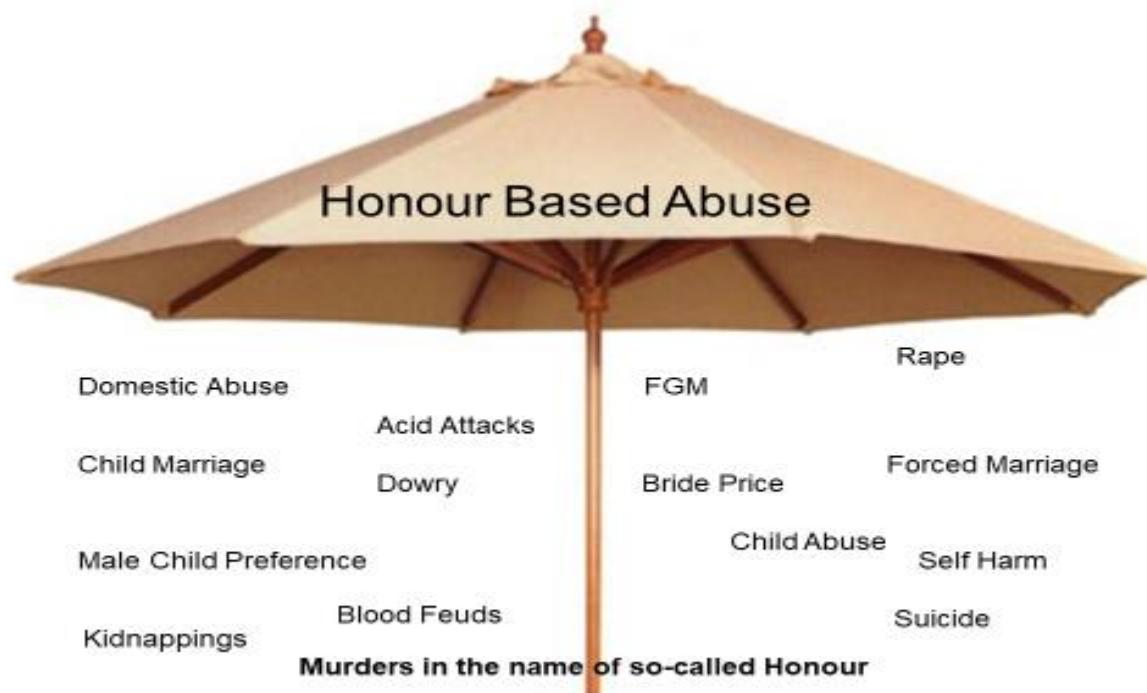 Honour Based Abuse
Rape
Domestic Abuse
FGM
Acid Attacks
Child Marriage
Forced Marriage
Dowry
Bride Price
Child Abuse
Male Child Preference
Self Harm
Blood Feuds
Suicide
Kidnappings
Murders in the name of so-called Honour